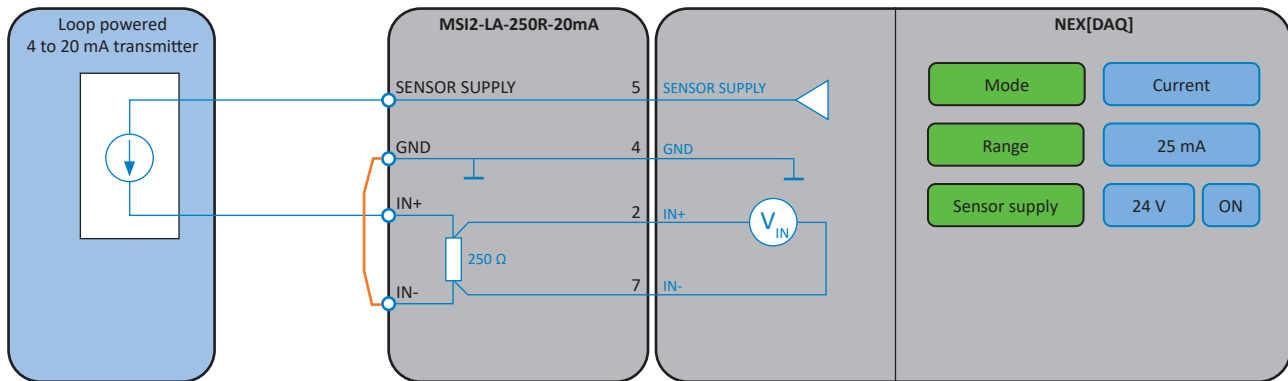 Loop powered
4 to 20 mA transmitter
MSI2-LA-250R-20mA
SENSOR SUPPLY
5
GND
4
IN+
2
250 Ω
7
IN-
SENSOR SUPPLY
GND
IN+
V IN
IN-
NEX[DAQ]
Mode
Current
Range
25 mA
Sensor supply
24 V
ON